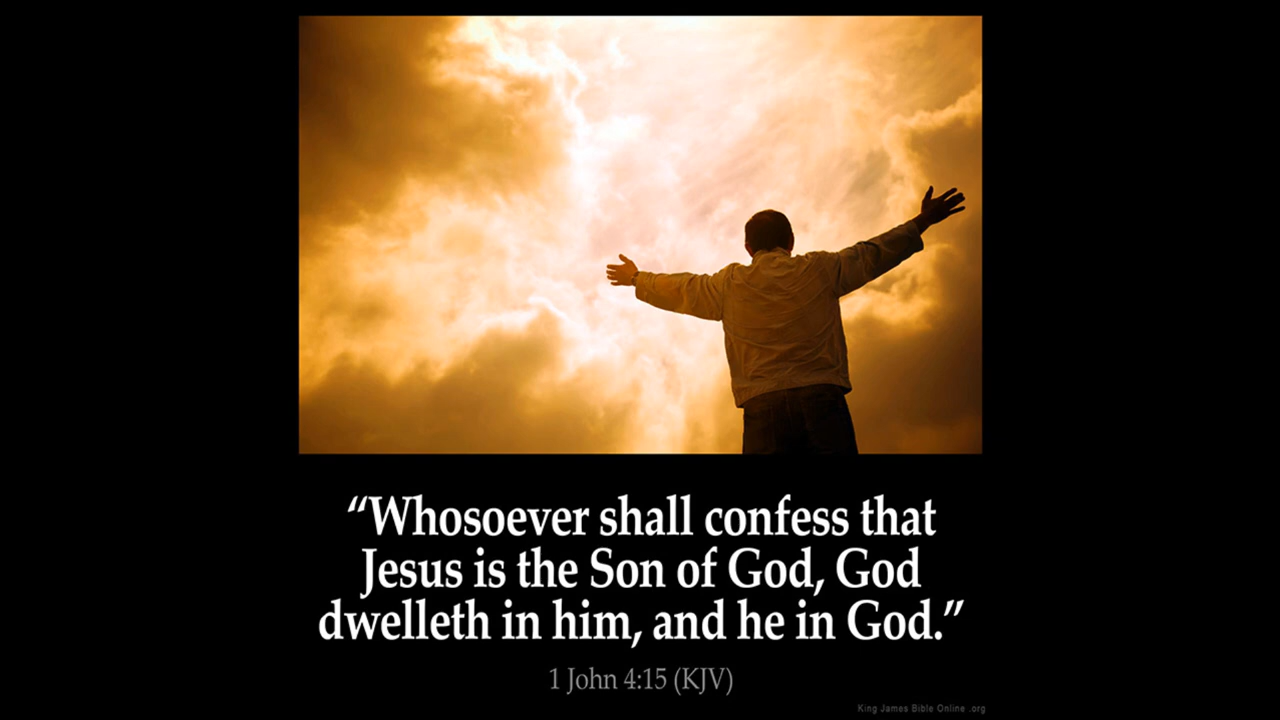 “Whosoever shall confess that
Jesus is the Son of God, God
dwelleth in him, and he in God.”
1 John 4:15 (KJV)
King James Bible Online .org